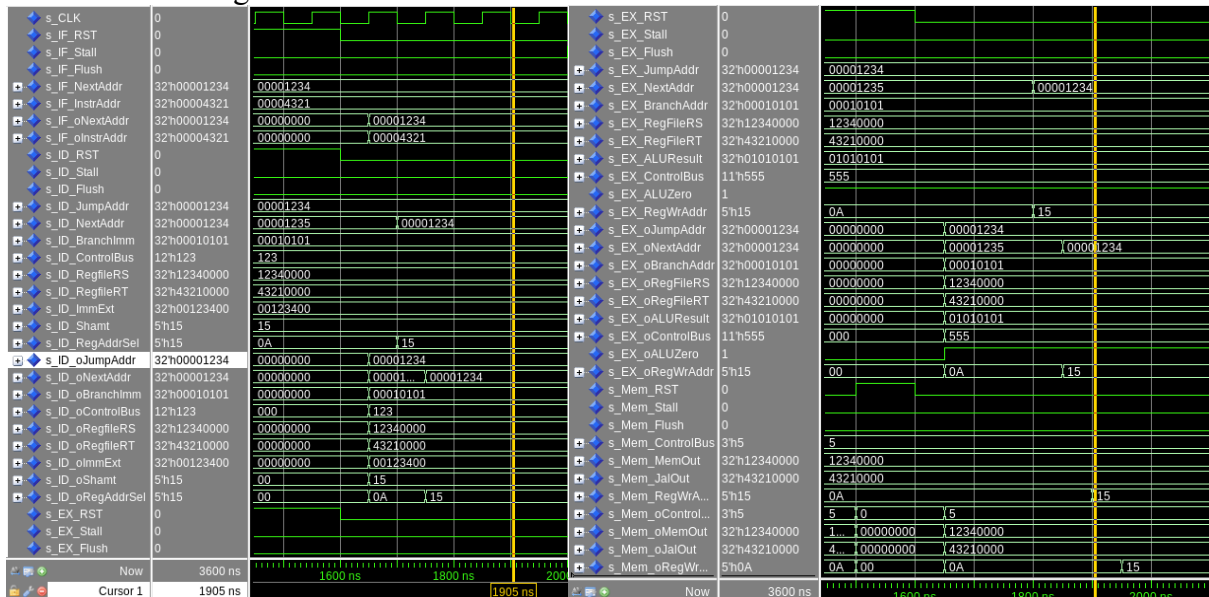 s_CLK 0
s_IF_RST 0
s_IF_Stall 0
s_IF_Flush 0
s_IF_NextAddr 32'h00001234 00001234
s_IF_InstrAddr 32'h00004321 00004321
s_IF_oNextAddr 32'h00001234 00000000 00001234
s_IF_oInstrAddr 32'h00004321 00000000 00004321
s_ID_RST 0
s_ID_Stall 0
s_ID_Flush 0
s_ID_JumpAddr 32'h00001234 00001234
s_ID_NextAddr 32'h00001234 00001235 00001234
s_ID_BranchImm 32'h00010101 00010101
s_ID_ControlBus 12'h123 123
s_ID_RegfileRS 32'h12340000 12340000
s_ID_RegfileRT 32'h43210000 43210000
s_ID_ImmExt 32'h00123400 00123400
s_ID_Shamt 5'h15 15
s_ID_RegAddrSel 5'h15 0A 15
s_ID_oJumpAddr 32'h00001234 00000000 00001234
s_ID_oNextAddr 32'h00001234 00000000 00001... 00001234
s_ID_oBranchImm 32'h00010101 00000000 00010101
s_ID_oControlBus 12'h123 000 123
s_ID_oRegfileRS 32'h12340000 00000000 12340000
s_ID_oRegfileRT 32'h43210000 00000000 43210000
s_ID_oImmExt 32'h00123400 00000000 00123400
s_ID_oShamt 5'h15 00 15
s_ID_oRegAddrSel 5'h15 00 0A 15
s_EX_RST 0
s_EX_Stall 0
s_EX_Flush 0
Now 3600 ns 1600 ns 1800 ns 2000
Cursor 1 1905 ns 1905 ns
s_EX_RST 0
s_EX_Stall 0
s_EX_Flush 0
s_EX_JumpAddr 32'h00001234 00001234
s_EX_NextAddr 32'h00001234 00001235 00001234
s_EX_BranchAddr 32'h00010101 00010101
s_EX_RegFileRS 32'h12340000 12340000
s_EX_RegFileRT 32'h43210000 43210000
s_EX_ALUResult 32'h01010101 01010101
s_EX_ControlBus 11'h555 555
s_EX_ALUZero 1
s_EX_RegWrAddr 5'h15 0A 15
s_EX_oJumpAddr 32'h00001234 00000000 00001234
s_EX_oNextAddr 32'h00001234 00000000 00001235 00001234
s_EX_oBranchAddr 32'h00010101 00000000 00010101
s_EX_oRegFileRS 32'h12340000 00000000 12340000
s_EX_oRegFileRT 32'h43210000 00000000 43210000
s_EX_oALUResult 32'h01010101 00000000 01010101
s_EX_oControlBus 11'h555 000 555
s_EX_oALUZero 1
s_EX_oRegWrAddr 5'h15 00 0A 15
s_Mem_RST 0
s_Mem_Stall 0
s_Mem_Flush 0
s_Mem_ControlBus 3'h5 5
s_Mem_MemOut 32'h12340000 12340000
s_Mem_JalOut 32'h43210000 43210000
s_Mem_RegWrA... 5'h15 0A 15
s_Mem_oControl... 3'h5 5 0 5
s_Mem_oMemOut 32'h12340000 1... 00000000 12340000
s_Mem_oJalOut 32'h43210000 4... 00000000 43210000
s_Mem_oRegWr... 5'h0A 0A 00 0A 15
Now 3600 ns 1600 ns 1800 ns 2000 ns